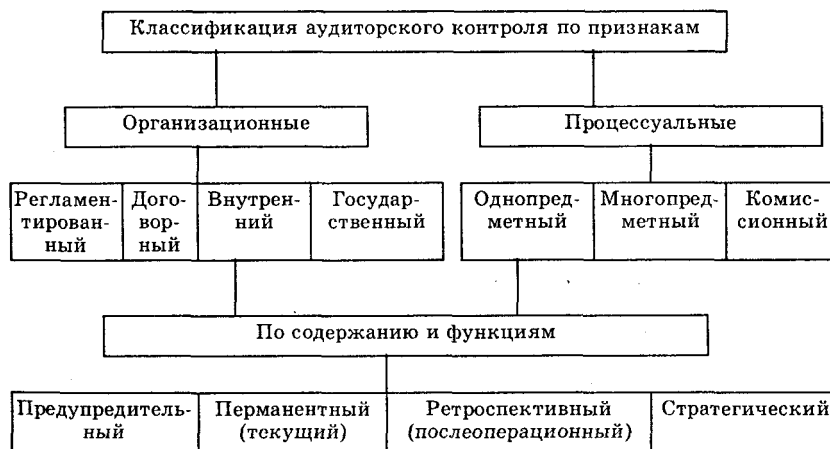 Классификация аудиторского контроля по признакам
Организационные
Процессуальные
Регламен-
тирован-
ный
Дого-
вор-
ный
Внутрен-
ний
Государ-
ственный
Однопред-
метный
Многопред-
метный
Комис-
сионный
По содержанию и функциям
Предупредитель-
ный
Перманентный
(текущий)
Ретроспективный
(послеоперационный)
Стратегический